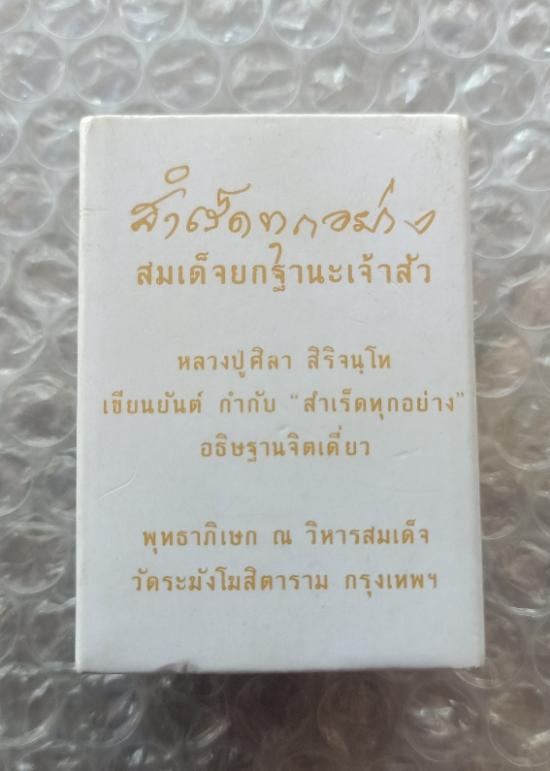 สำเร็จทุกอย่าง
สมเด็จยกฐานะเจ้าสัว
หลวงปู่ศิลา สิริจนฺโท
เขียนยันต์ กำกับ "สำเร็จทุกอย่าง"
อธิษฐานจิตเดี่ยว
พุทธาภิเษก ณ วิหารสมเด็จ
วัดระฆังโฆสิตาราม กรุงเทพฯ